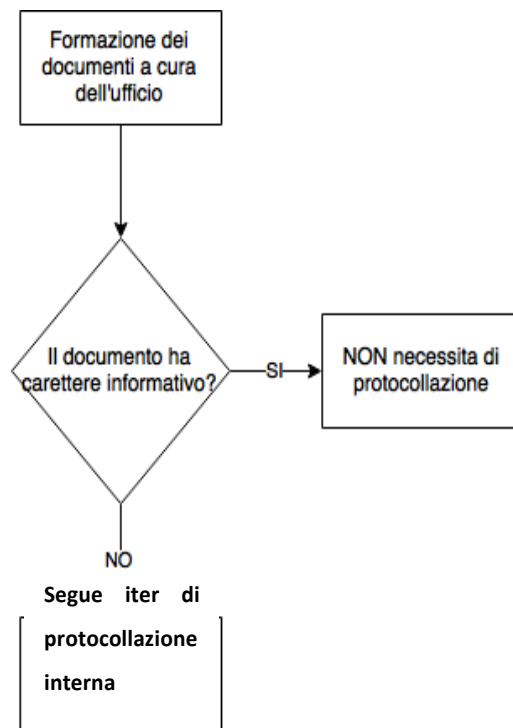 Formazione dei
documenti a cura
dell'ufficio
Il documento ha
carettere informativo?
SI
NON necessita di
protocollazione
NO
Segue iter di
protocollazione
interna